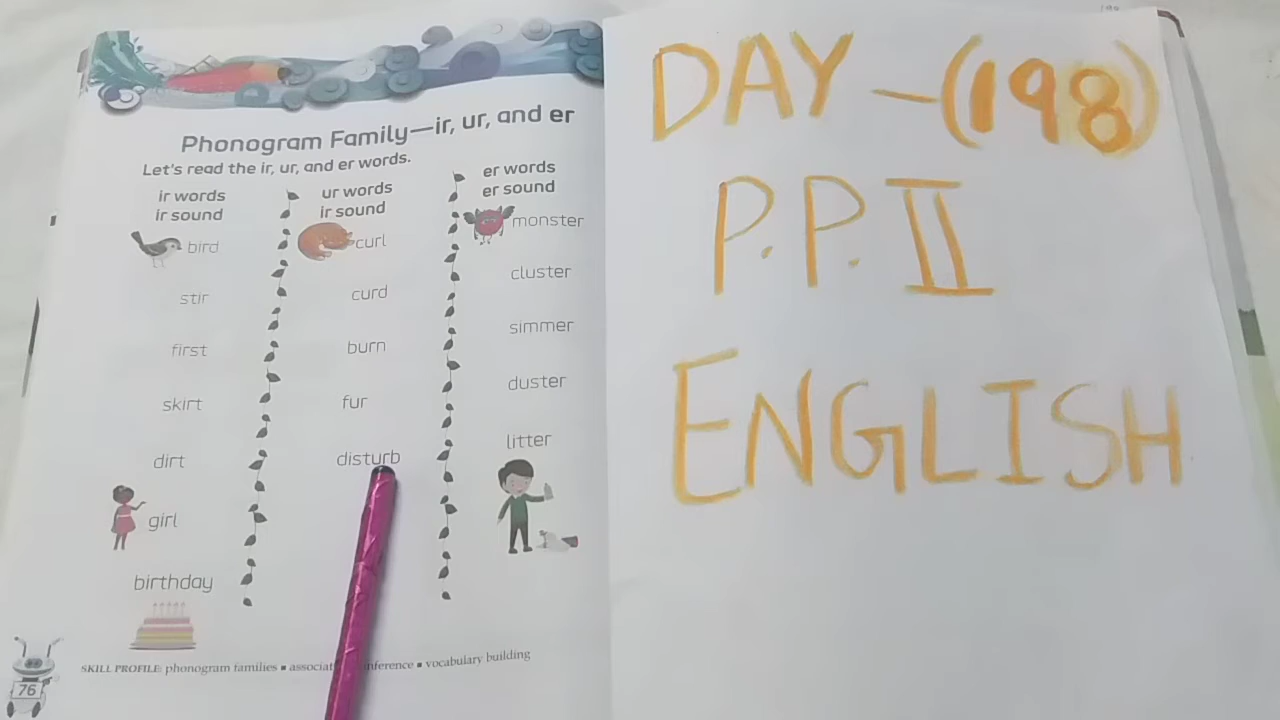 Phonogram Family—ir, ur, and er
Let's read the ir, ur, and er words.
ir words
ir sound
bird
stir
first
skirt
dirt
girl
birthday
ur words
ir sound
curl
curd
burn
fur
disturb
er words
er sound
monster
cluster
simmer
duster
litter
SKILL PROFILE: phonogram families ▪ associat nference ▪ vocabulary building
76
DAY –(198)
P.P.II
ENGLISH